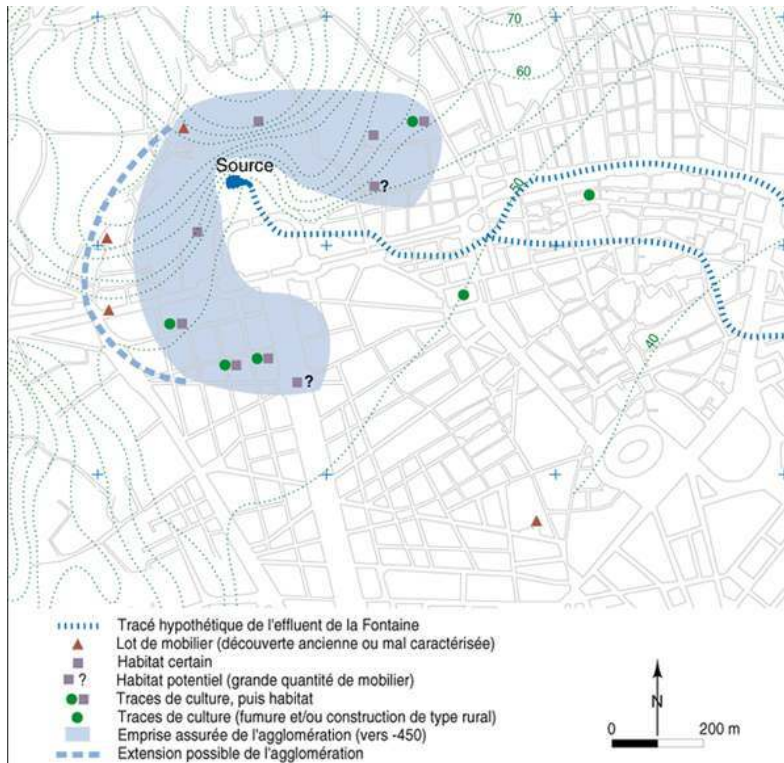 70
60
Source
?
50
40
?
Tracé hypothétique de l'effluent de la Fontaine
Lot de mobilier (découverte ancienne ou mal caractérisée)
Habitat certain
? Habitat potentiel (grande quantité de mobilier)
Traces de culture, puis habitat
Traces de culture (fumure et/ou construction de type rural)
Emprise assurée de l'agglomération (vers -450)
Extension possible de l'agglomération
N
0 200 m